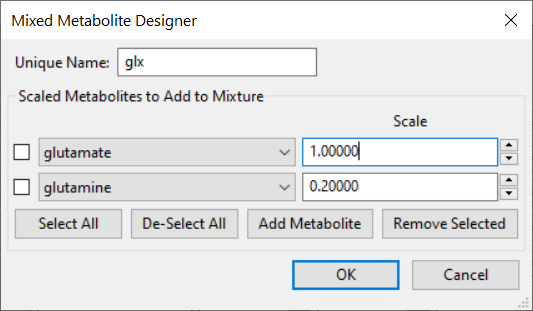 Mixed Metabolite Designer
Unique Name: glx
Scaled Metabolites to Add to Mixture
Scale
glutamate 1.00000
glutamine 0.20000
Select All De-Select All Add Metabolite Remove Selected
OK Cancel